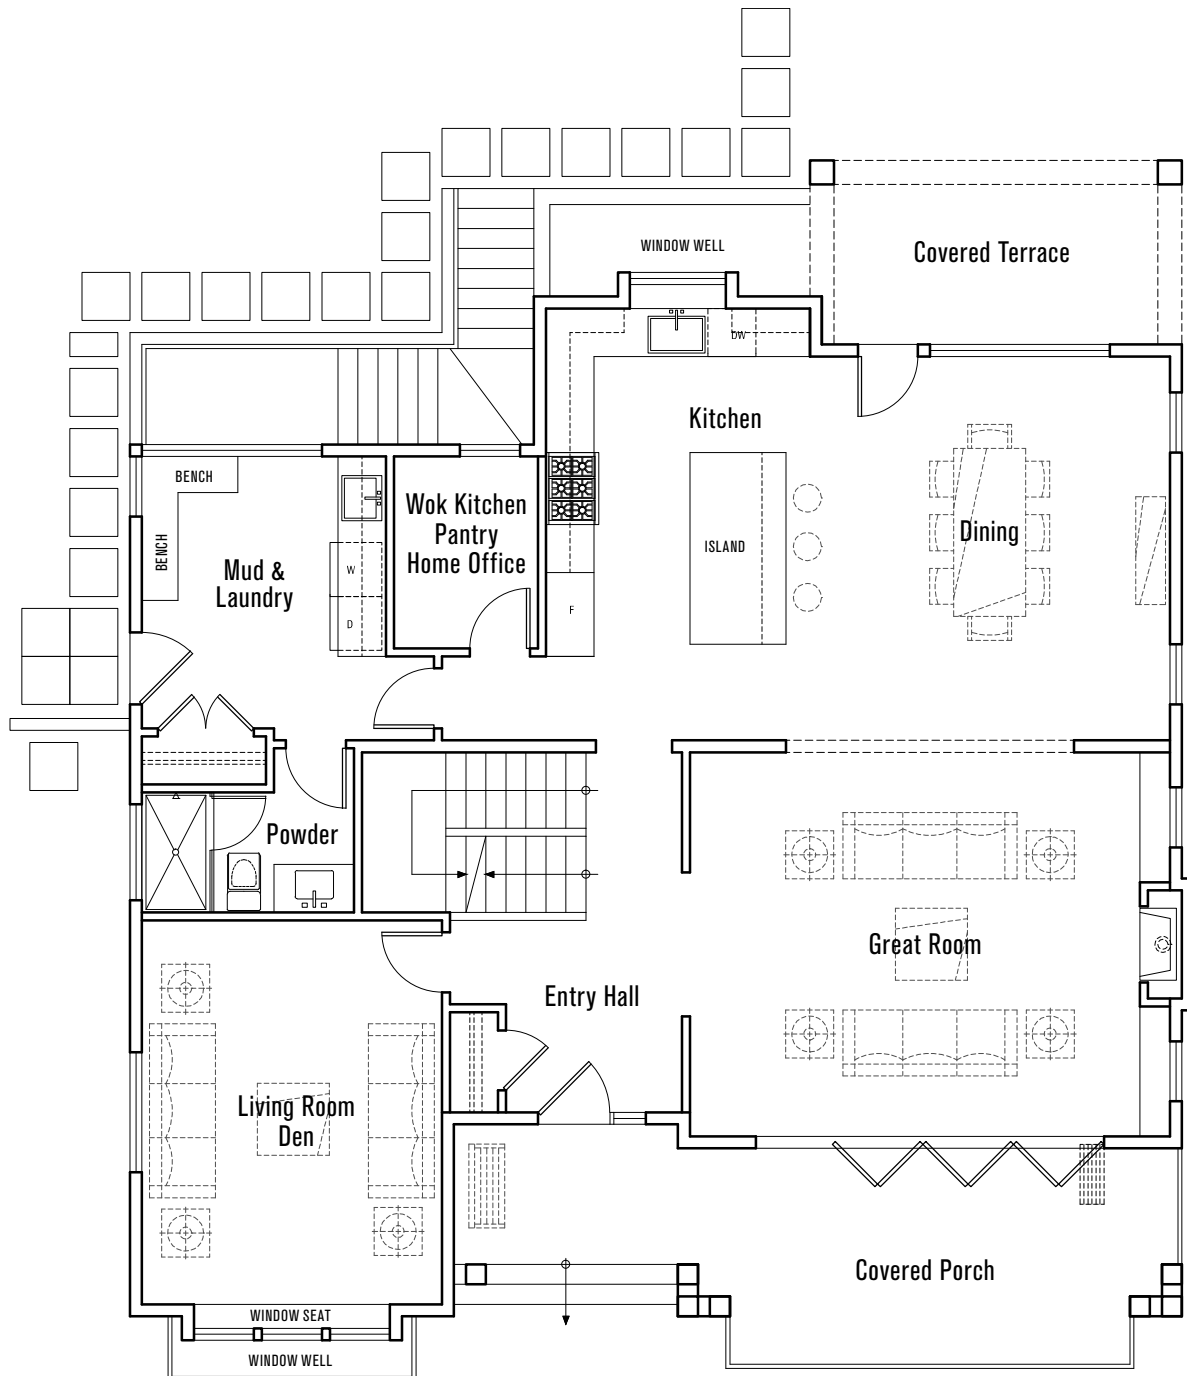 WINDOW WELL
Covered Terrace
DW
Kitchen
BENCH
BENCH
Wok Kitchen
Pantry
Home Office
ISLAND
Dining
Mud &
Laundry
W
D
F
Powder
Great Room
Entry Hall
Living Room
Den
Covered Porch
WINDOW SEAT
WINDOW WELL